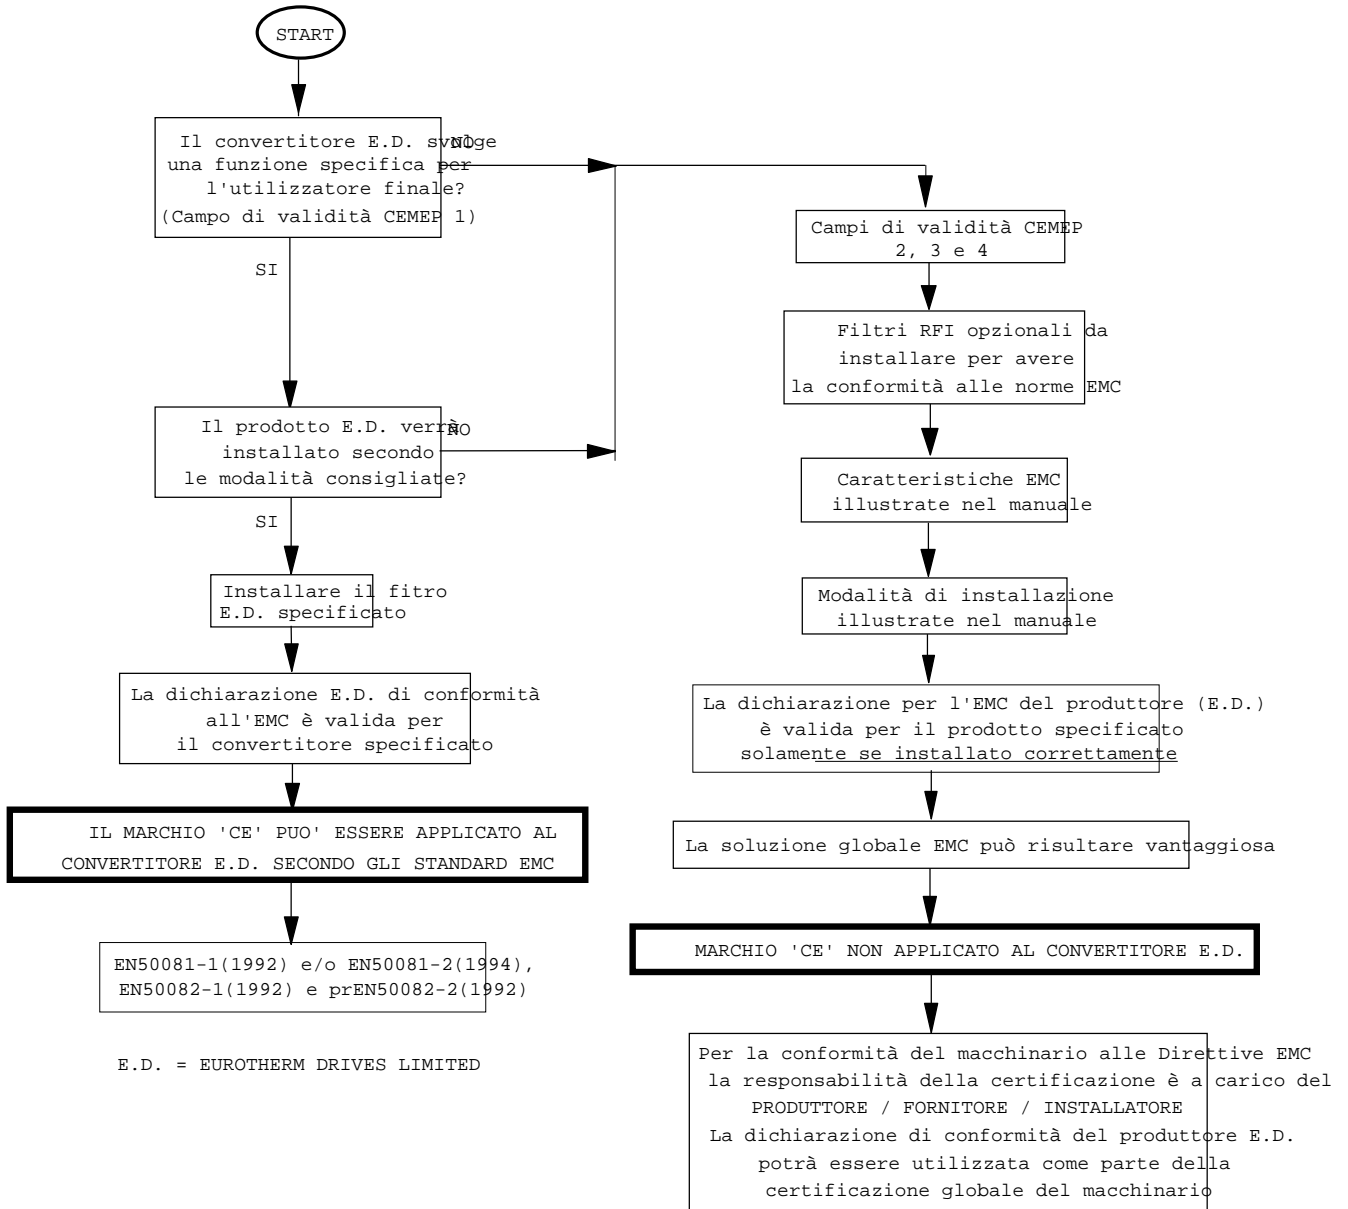 START
Il convertitore E.D. svolge
NO
una funzione specifica per
l'utilizzatore finale?
(Campo di validità CEMEP 1)
SI
Il prodotto E.D. verrà
NO
installato secondo
le modalità consigliate?
SI
Installare il fitro
E.D. specificato
La dichiarazione E.D. di conformità
all'EMC è valida per
il convertitore specificato
IL MARCHIO 'CE' PUO' ESSERE APPLICATO AL
CONVERTITORE E.D. SECONDO GLI STANDARD EMC
EN50081-1(1992) e/o EN50081-2(1994),
EN50082-1(1992) e prEN50082-2(1992)
E.D. = EUROTHERM DRIVES LIMITED
Campi di validità CEMEP
2, 3 e 4
Filtri RFI opzionali da
installare per avere
la conformità alle norme EMC
Caratteristiche EMC
illustrate nel manuale
Modalità di installazione
illustrate nel manuale
La dichiarazione per l'EMC del produttore (E.D.)
è valida per il prodotto specificato
solamente se installato correttamente
La soluzione globale EMC può risultare vantaggiosa
MARCHIO 'CE' NON APPLICATO AL CONVERTITORE E.D.
Per la conformità del macchinario alle Direttive EMC
la responsabilità della certificazione è a carico del
PRODUTTORE / FORNITORE / INSTALLATORE
La dichiarazione di conformità del produttore E.D.
potrà essere utilizzata come parte della
certificazione globale del macchinario